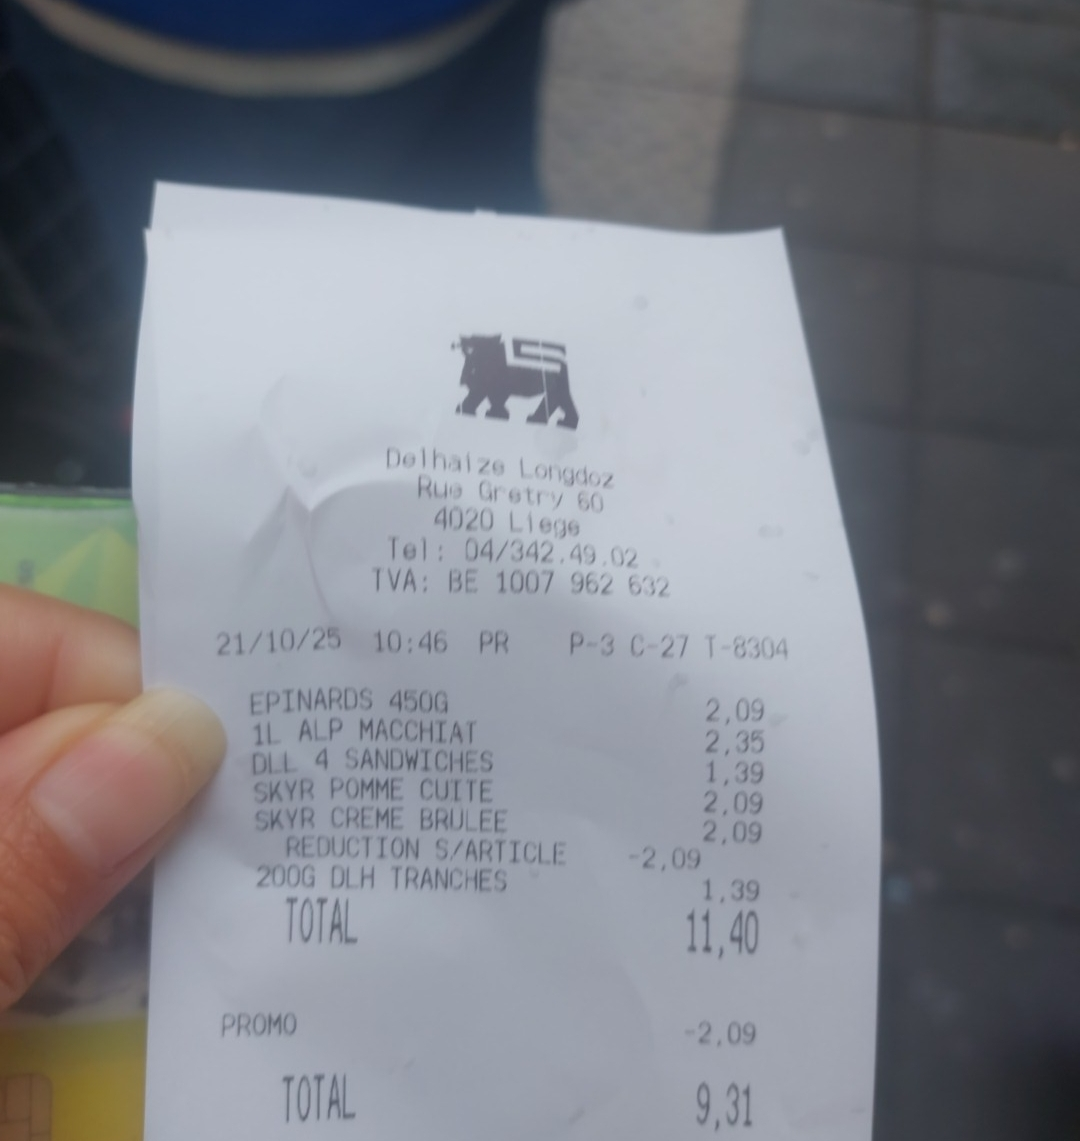 Delhaize Longdoz
Rue Gretry 60
4020 Liege
Tel: 04/342.49.02
TVA: BE 1007 962 632
21/10/25 10:46 PR P-3 C-27 T-8304
EPINARDS 450G 2,09
1L ALP MACCHIAT 2,35
DLL 4 SANDWICHES 1,39
SKYR POMME CUITE 2,09
SKYR CREME BRULEE 2,09
REDUCTION S/ARTICLE -2,09
200G DLH TRANCHES 1,39
TOTAL 11,40
PROMO -2,09
TOTAL 9,31